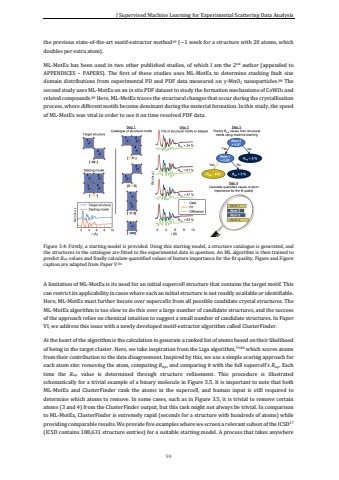 | Supervised Machine Learning for Experimental Scattering Data Analysis
the previous state-of-the-art motif-extractor method (~1 week for a structure with 20 atoms, which
doubles per extra atom).
ML-MotEx has been used in two other published studies, of which I am the 2nd author (appended to
APPENDICES – PAPERS). The first of these studies uses ML-MotEx to determine stacking fault size
domain distributions from experimental PD and PDF data measured on γ-MnO2 nanoparticles. The
second study uses ML-MotEx on an in situ PDF dataset to study the formation mechanisms of CoWO4 and
related compounds. Here, ML-MotEx traces the structural changes that occur during the crystallisation
process, where different motifs become dominant during the material formation. In this study, the speed
of ML-MotEx was vital in order to use it on time resolved PDF data.
Target structure
Starting model
Target structure
Starting model
r (Å)
Step 1
Catalogue of structural motifs
Step 2
Fits of structural motifs to dataset
Data
Fit
Difference
r (Å)
Step 3
Predict Rwp values from structural
motifs using machine learning
Yes
No
Yes
No
Step 4
Calculate quantified values of atom
importance for the fit quality
Figure 3.4: Firstly, a starting model is provided. Using this starting model, a structure catalogue is generated, and
the structures in the catalogue are fitted to the experimental data in question. An ML algorithm is then trained to
predict Rwp values and finally calculate quantified values of feature importance for the fit quality. Figure and Figure
caption are adapted from Paper V.
A limitation of ML-MotEx is its need for an initial supercell structure that contains the target motif. This
can restrict its applicability in cases where such an initial structure is not readily available or identifiable.
Here, ML-MotEx must further iterate over supercells from all possible candidate crystal structures. The
ML-MotEx algorithm is too slow to do this over a large number of candidate structures, and the success
of the approach relies on chemical intuition to suggest a small number of candidate structures. In Paper
VI, we address this issue with a newly developed motif-extractor algorithm called ClusterFinder.
At the heart of the algorithm is the calculation to generate a ranked list of atoms based on their likelihood
of being in the target cluster. Here, we take inspiration from the Liga algorithm, which scores atoms
from their contribution to the data disagreement. Inspired by this, we use a simple scoring approach for
each atom site: removing the atom, computing Rwp, and comparing it with the full supercell's Rwp. Each
time the Rwp value is determined through structure refinement. This procedure is illustrated
schematically for a trivial example of a binary molecule in Figure 3.5. It is important to note that both
ML-MotEx and ClusterFinder rank the atoms in the supercell, and human input is still required to
determine which atoms to remove. In some cases, such as in Figure 3.5, it is trivial to remove certain
atoms (3 and 4) from the ClusterFinder output, but this task might not always be trivial. In comparison
to ML-MotEx, ClusterFinder is extremely rapid (seconds for a structure with hundreds of atoms) while
providing comparable results. We provide five examples where we screen a relevant subset of the ICSD
(ICSD contains 188,631 structure entries) for a suitable starting model. A process that takes anywhere